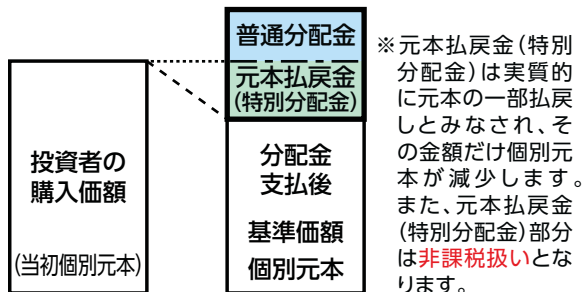 普通分配金
元本払戻金
(特別分配金)
投資者の
購入価額
(当初個別元本)
分配金
支払後
基準価額
個別元本
※元本払戻金(特別
分配金)は実質的
に元本の一部払戻
しとみなされ、そ
の金額だけ個別元
本が減少します。
また、元本払戻金
(特別分配金)部分
は非課税扱いとな
ります。